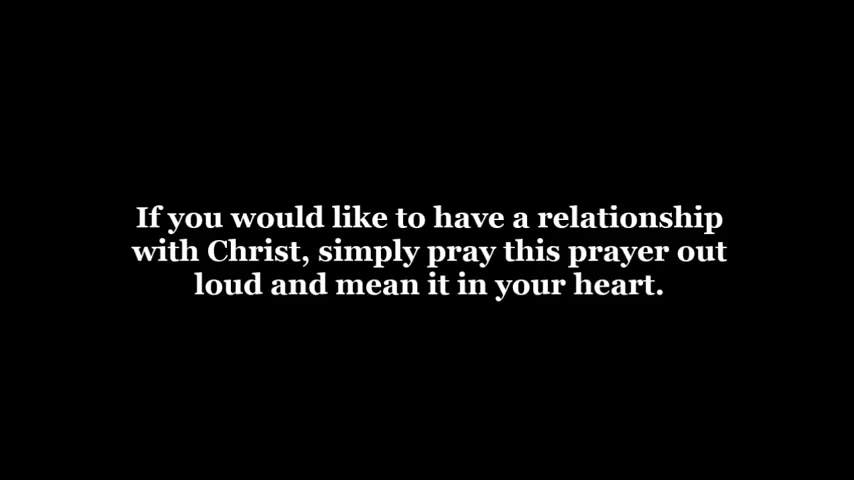 If you would like to have a relationship
with Christ, simply pray this prayer out
loud and mean it in your heart.